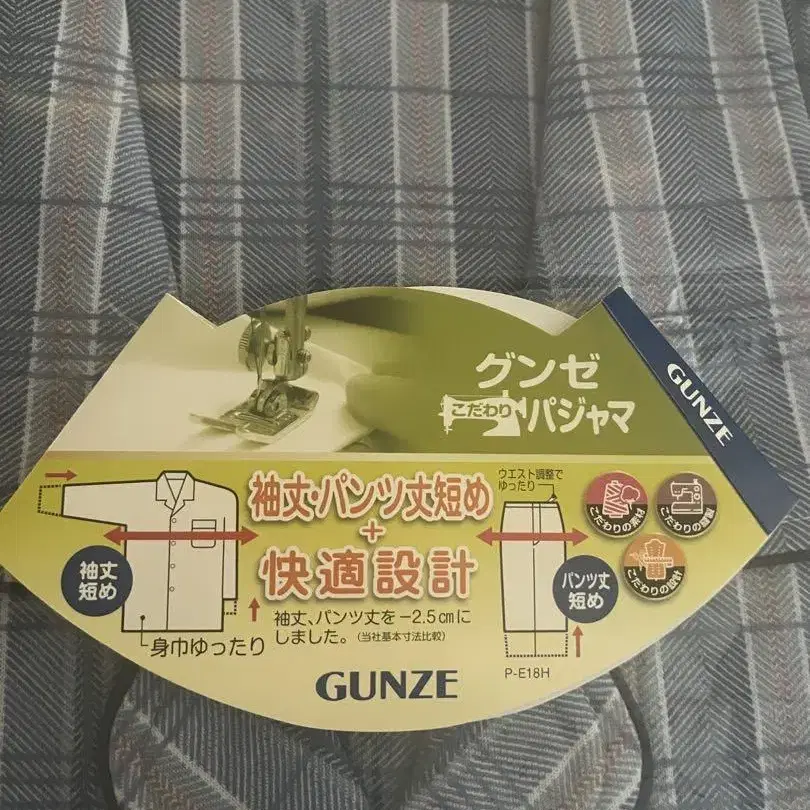 グンゼ
こだわり パジャマ
GUNZE
袖丈・パンツ丈短め
+
快適設計
袖丈、パンツ丈を−2.5㎝に
しました。(当社基本寸法比較)
袖丈
短め
身巾ゆったり
ウエスト調整で
ゆったり
パンツ丈
短め
こだわりの素材
こだわりの縫製
こだわりの設計
P-E18H
GUNZE